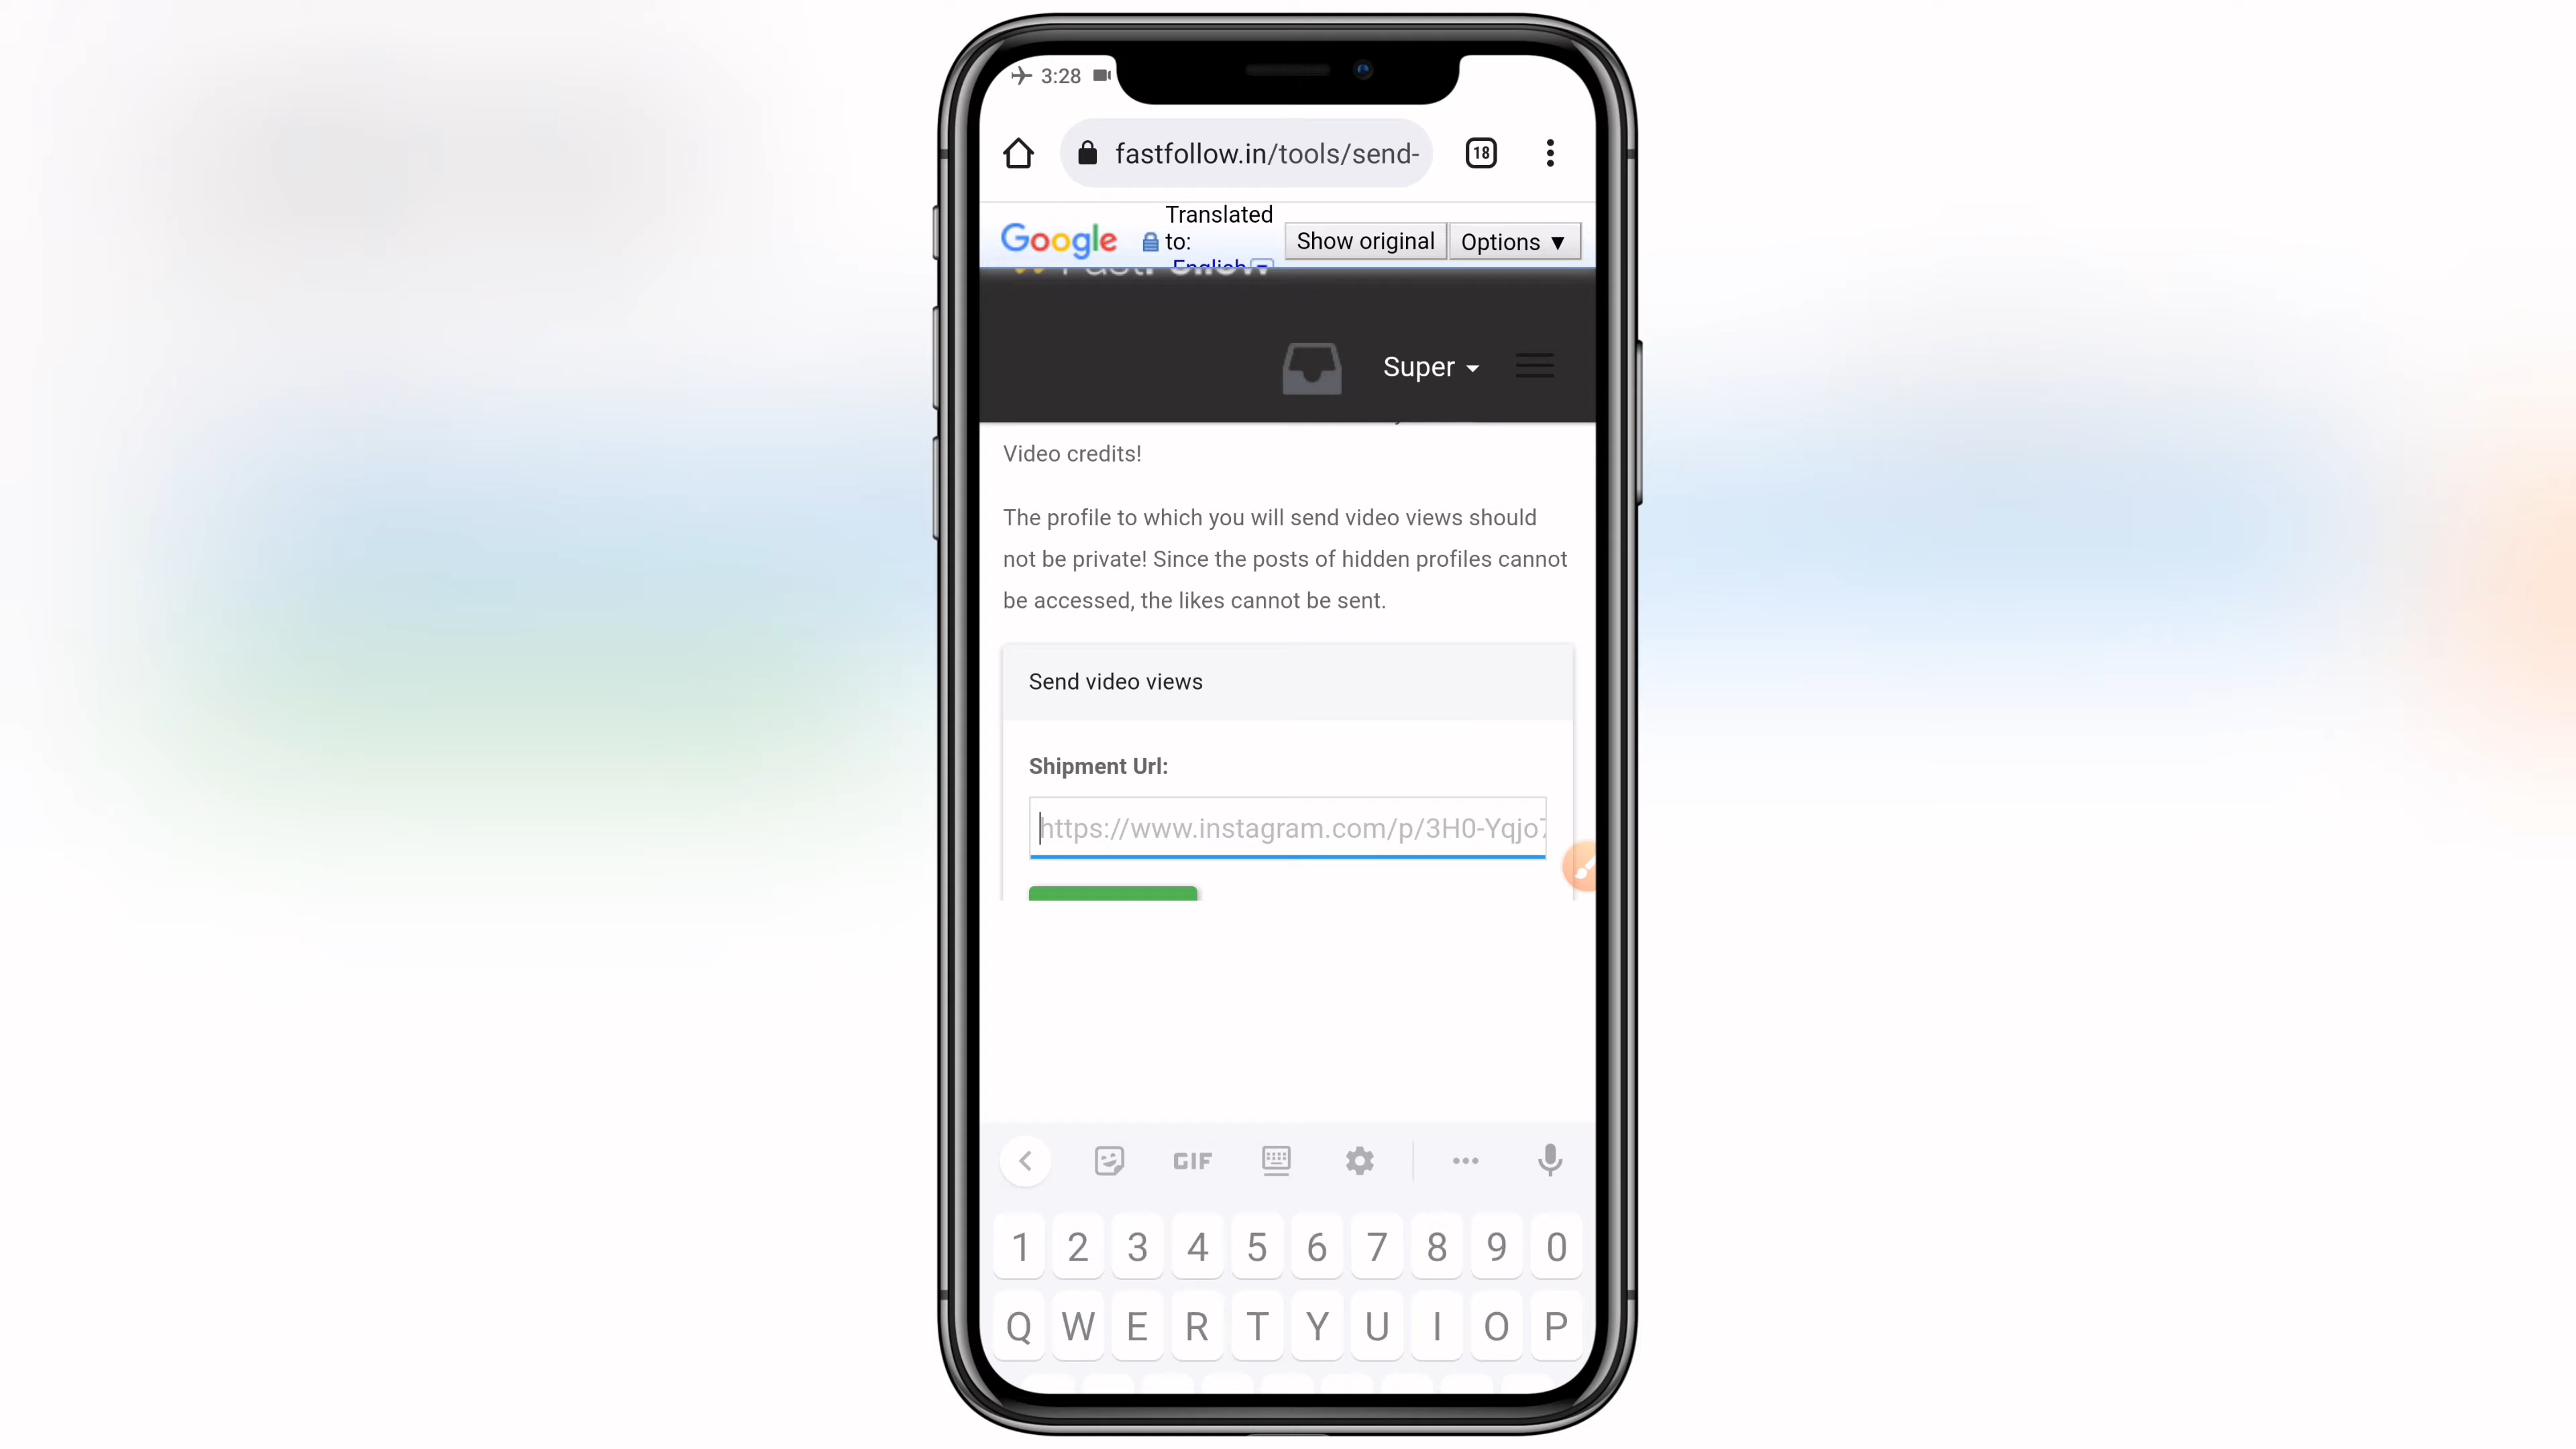 3:28
fastfollow.in/tools/send-
18
Google
Translated
to:
English
Show original
Options ▼
FastFollow
Super
Video credits!
The profile to which you will send video views should
not be private! Since the posts of hidden profiles cannot
be accessed, the likes cannot be sent.
Send video views
Shipment Url:
https://www.instagram.com/p/3H0-Yqjo7
GIF
1 2 3 4 5 6 7 8 9 0
Q W E R T Y U I O P